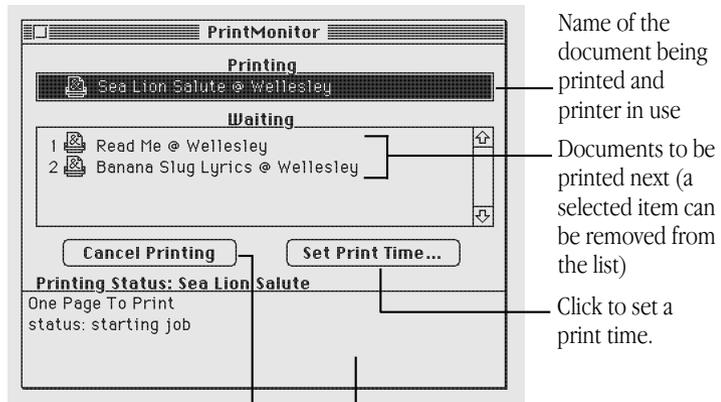 PrintMonitor
Printing
Sea Lion Salute @ Wellesley
Waiting
1 Read Me @ Wellesley
2 Banana Slug Lyrics @ Wellesley
Cancel Printing
Set Print Time...
Printing Status: Sea Lion Salute
One Page To Print
status: starting job
Name of the
document being
printed and
printer in use
Documents to be
printed next (a
selected item can
be removed from
the list)
Click to set a
print time.